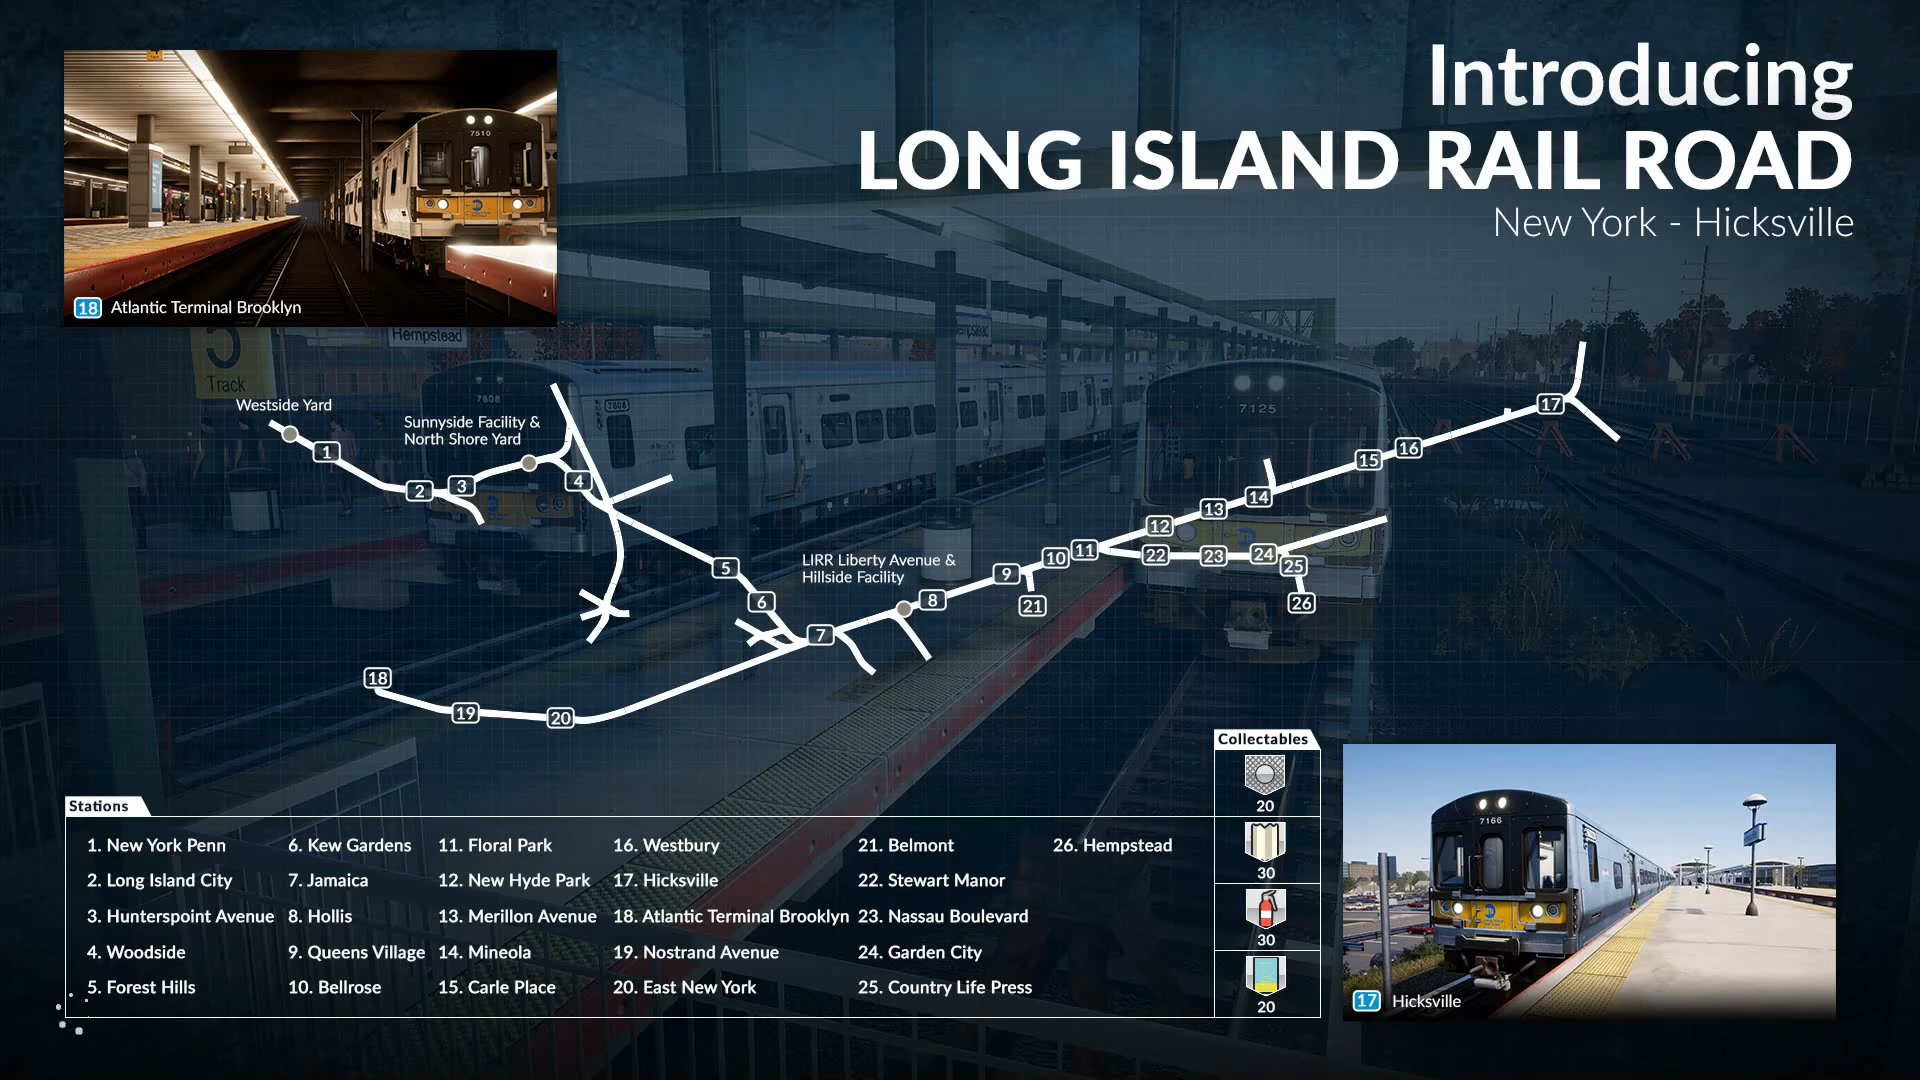 Introducing
LONG ISLAND RAIL ROAD
New York - Hicksville
7510
18 Atlantic Terminal Brooklyn
5
Track
Hempstead
Hempstead
7608
7608
7125
Westside Yard
Sunnyside Facility &
North Shore Yard
LIRR Liberty Avenue &
Hillside Facility
1
2
3
4
5
6
7
8
9
10
11
12
13
14
15
16
17
18
19
20
21
22
23
24
25
26
Stations
1. New York Penn
2. Long Island City
3. Hunterspoint Avenue
4. Woodside
5. Forest Hills
6. Kew Gardens
7. Jamaica
8. Hollis
9. Queens Village
10. Bellrose
11. Floral Park
12. New Hyde Park
13. Merillon Avenue
14. Mineola
15. Carle Place
16. Westbury
17. Hicksville
18. Atlantic Terminal Brooklyn
19. Nostrand Avenue
20. East New York
21. Belmont
22. Stewart Manor
23. Nassau Boulevard
24. Garden City
25. Country Life Press
26. Hempstead
Collectables
20
30
30
20
7166
17 Hicksville